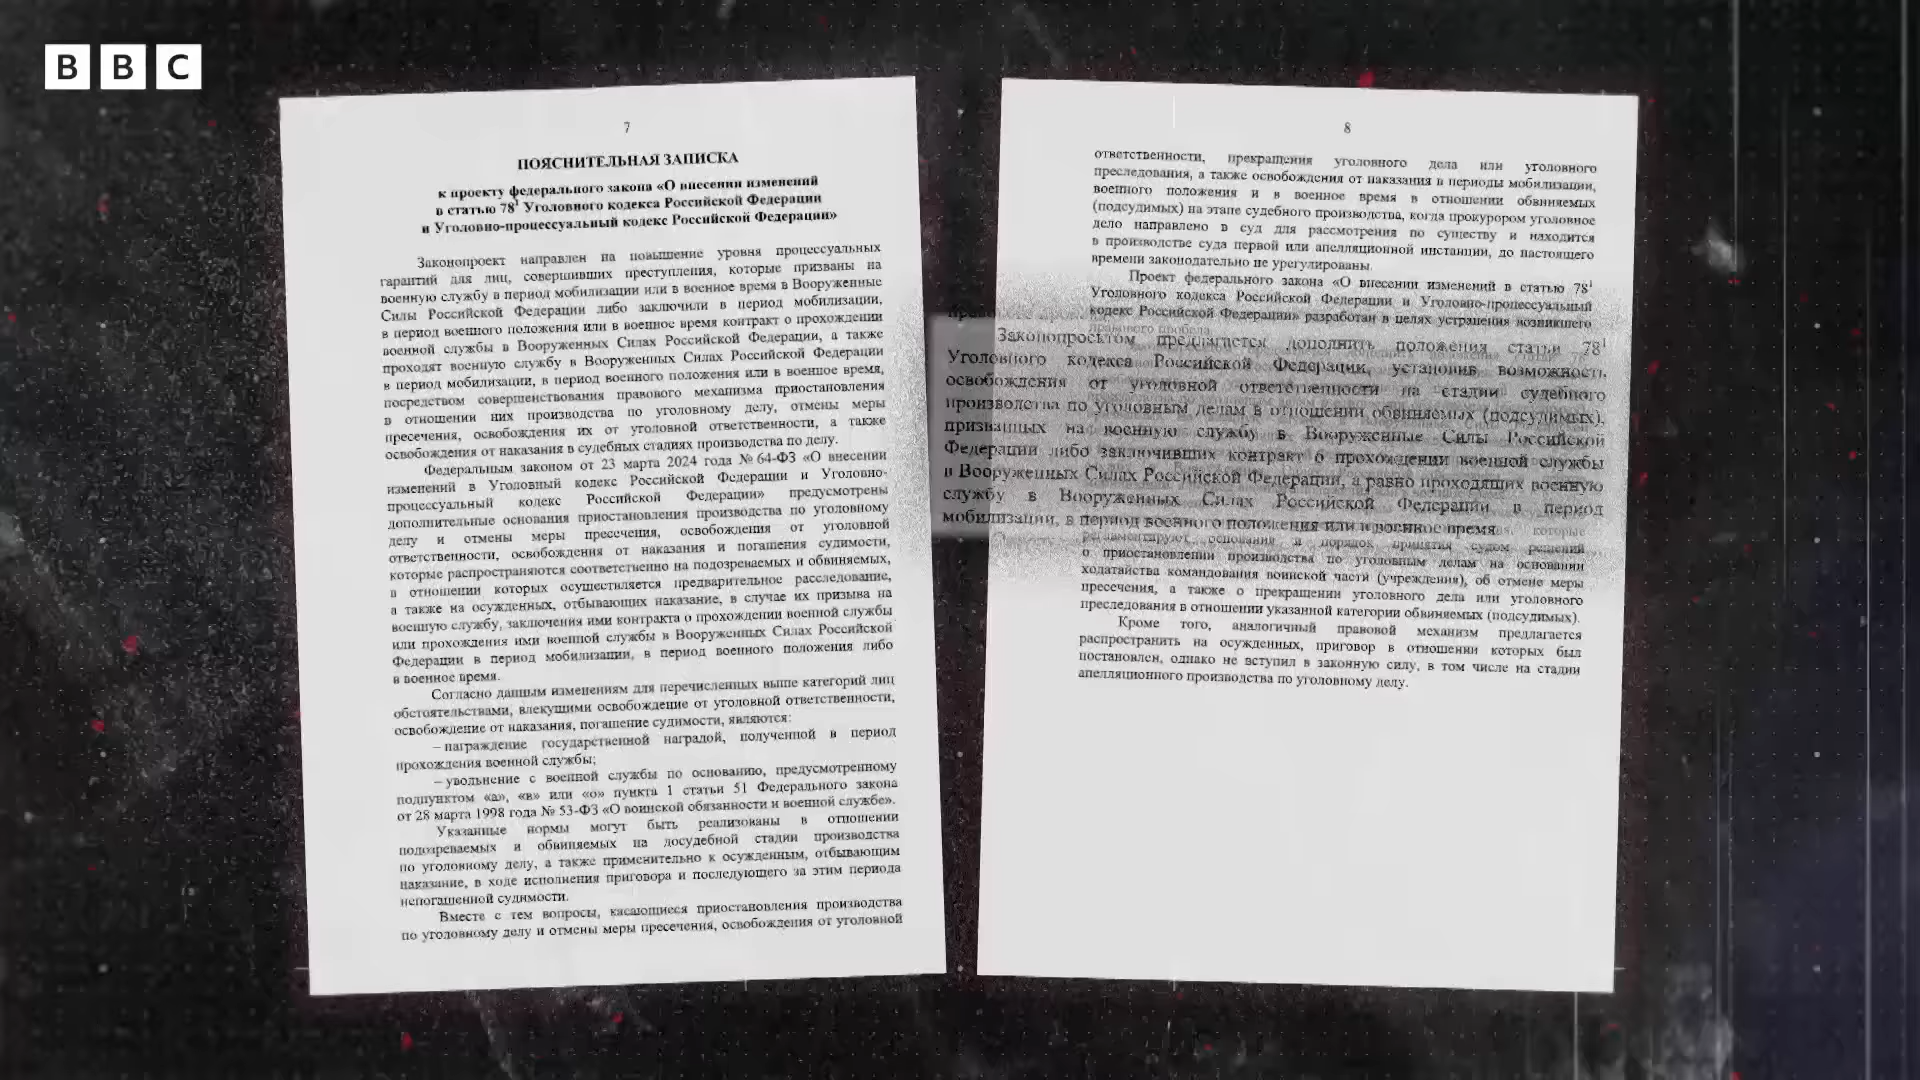 BBC
7
ПОЯСНИТЕЛЬНАЯ ЗАПИСКА
к проекту федерального закона «О внесении изменений
в статью 78¹ Уголовного кодекса Российской Федерации
и Уголовно-процессуальный кодекс Российской Федерации»
Законопроект направлен на повышение уровня процессуальных
гарантий для лиц, совершивших преступления, которые призваны на
военную службу в период мобилизации или в военное время в Вооруженные
Силы Российской Федерации либо заключили в период мобилизации,
в период военного положения или в военное время контракт о прохождении
военной службы в Вооруженных Силах Российской Федерации, а также
проходят военную службу в Вооруженных Силах Российской Федерации
в период мобилизации, в период военного положения или в военное время,
посредством совершенствования правового механизма приостановления
в отношении них производства по уголовному делу, отмены меры
пресечения, освобождения их от уголовной ответственности, а также
освобождения от наказания в судебных стадиях производства по делу.
Федеральным законом от 23 марта 2024 года № 64-ФЗ «О внесении
изменений в Уголовный кодекс Российской Федерации и Уголовно-
процессуальный кодекс Российской Федерации» предусмотрены
дополнительные основания приостановления производства по уголовному
делу и отмены меры пресечения, освобождения от уголовной
ответственности, освобождения от наказания и погашения судимости,
которые распространяются соответственно на подозреваемых и обвиняемых,
в отношении которых осуществляется предварительное расследование,
а также на осужденных, отбывающих наказание, в случае их призыва на
военную службу, заключения ими контракта о прохождении военной службы
или прохождения ими военной службы в Вооруженных Силах Российской
Федерации в период мобилизации, в период военного положения либо
в военное время.
Согласно данным изменениям для перечисленных выше категорий лиц
обстоятельствами, влекущими освобождение от уголовной ответственности,
освобождение от наказания, погашение судимости, являются:
– награждение государственной наградой, полученной в период
прохождения военной службы;
– увольнение с военной службы по основанию, предусмотренному
подпунктом «а», «в» или «о» пункта 1 статьи 51 Федерального закона
от 28 марта 1998 года № 53-ФЗ «О воинской обязанности и военной службе».
Указанные нормы могут быть реализованы в отношении
подозреваемых и обвиняемых на досудебной стадии производства
по уголовному делу, а также применительно к осужденным, отбывающим
наказание, в ходе исполнения приговора и последующего за этим периода
непогашенной судимости.
Вместе с тем вопросы, касающиеся приостановления производства
по уголовному делу и отмены меры пресечения, освобождения от уголовной
8
ответственности, прекращения уголовного дела или уголовного
преследования, а также освобождения от наказания в периоды мобилизации,
военного положения и в военное время в отношении обвиняемых
(подсудимых) на этапе судебного производства, когда прокурором уголовное
дело направлено в суд для рассмотрения по существу и находится
в производстве суда первой или апелляционной инстанции, до настоящего
времени законодательно не урегулированы.
Проект федерального закона «О внесении изменений в статью 78¹
Уголовного кодекса Российской Федерации и Уголовно-процессуальный
кодекс Российской Федерации» разработан в целях устранения возникшего
правового пробела.
Законопроектом предлагается дополнить положения статьи 78¹
Уголовного кодекса Российской Федерации, установив возможность
освобождения от уголовной ответственности на стадии судебного
производства по уголовным делам в отношении обвиняемых (подсудимых),
призванных на военную службу в Вооруженные Силы Российской
Федерации либо заключивших контракт о прохождении военной службы
в Вооруженных Силах Российской Федерации, а равно проходящих военную
службу в Вооруженных Силах Российской Федерации в период
мобилизации, в период военного положения или в военное время
которые
регламентируют основания и порядок принятия судом решений
о приостановлении производства по уголовным делам на основании
ходатайства командования воинской части (учреждения), об отмене меры
пресечения, а также о прекращении уголовного дела или уголовного
преследования в отношении указанной категории обвиняемых (подсудимых).
Кроме того, аналогичный правовой механизм предлагается
распространить на осужденных, приговор в отношении которых был
постановлен, однако не вступил в законную силу, в том числе на стадии
апелляционного производства по уголовному делу.